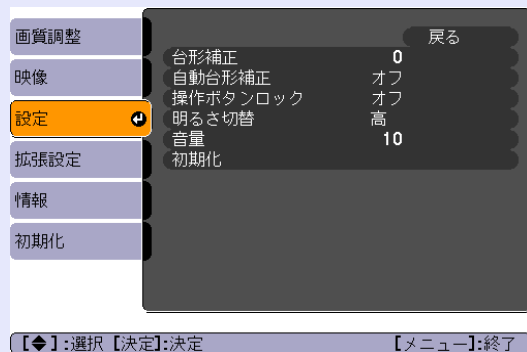 画質調整
映像
設定
拡張設定
情報
初期化
戻る
台形補正 0
自動台形補正 オフ
操作ボタンロック オフ
明るさ切替 高
音量 10
初期化
【◆】:選択 【決定】:決定 【メニュー】:終了